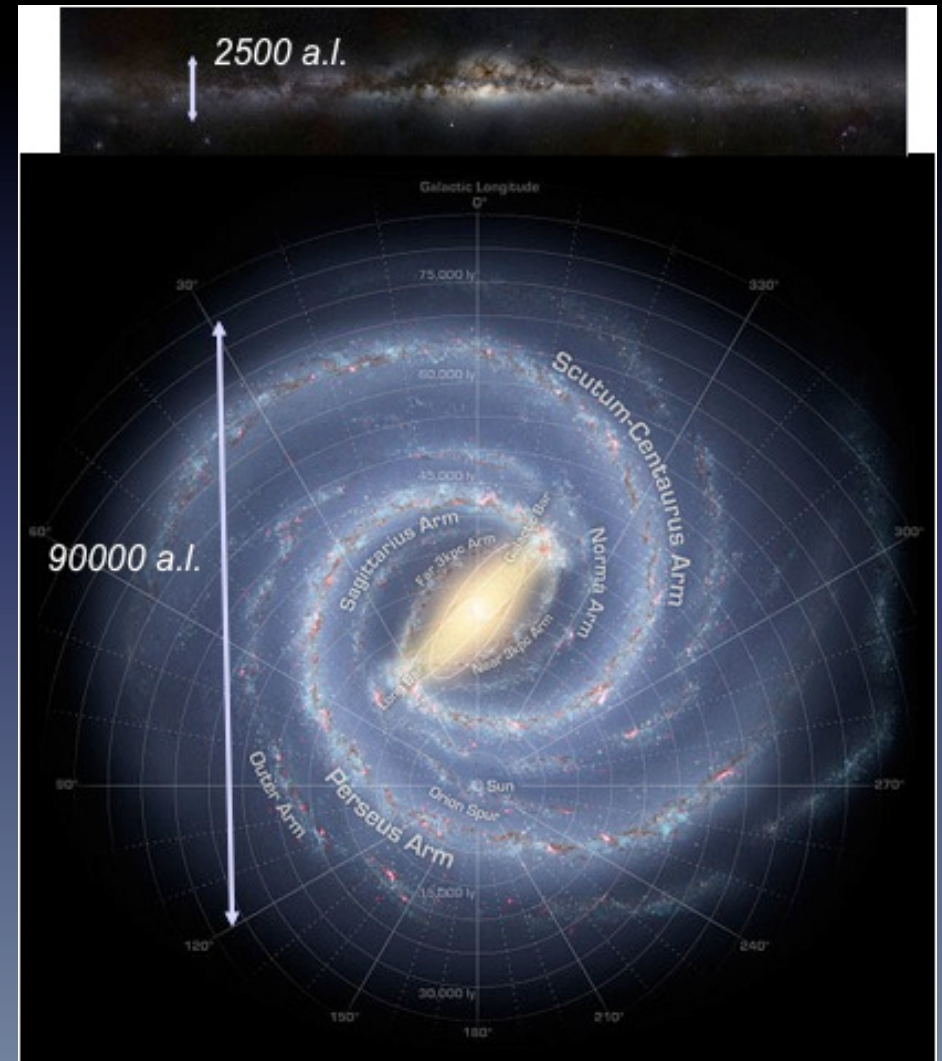 2500 a.l.
Galactic Longitude
0°
30°
330°
75,000 ly
60,000 ly
Scutum-Centaurus Arm
45,000 ly
60°
300°
90000 a.l.
Sagittarius Arm
Far 3kpc Arm
Galactic Bar
Norma Arm
Near 3kpc Arm
Long Bar
90°
Sun
270°
Outer Arm
Perseus Arm
Orion Spur
15,000 ly
120°
240°
30,000 ly
150°
210°
180°